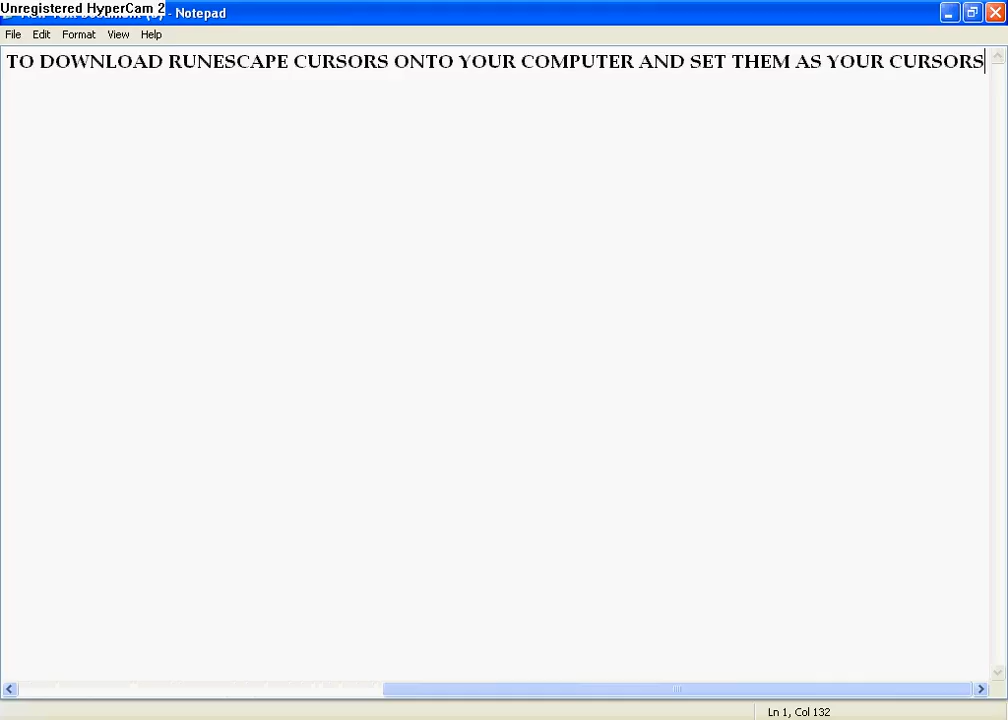 Unregistered HyperCam 2
- Notepad
File Edit Format View Help
TO DOWNLOAD RUNESCAPE CURSORS ONTO YOUR COMPUTER AND SET THEM AS YOUR CURSORS
Ln 1, Col 132